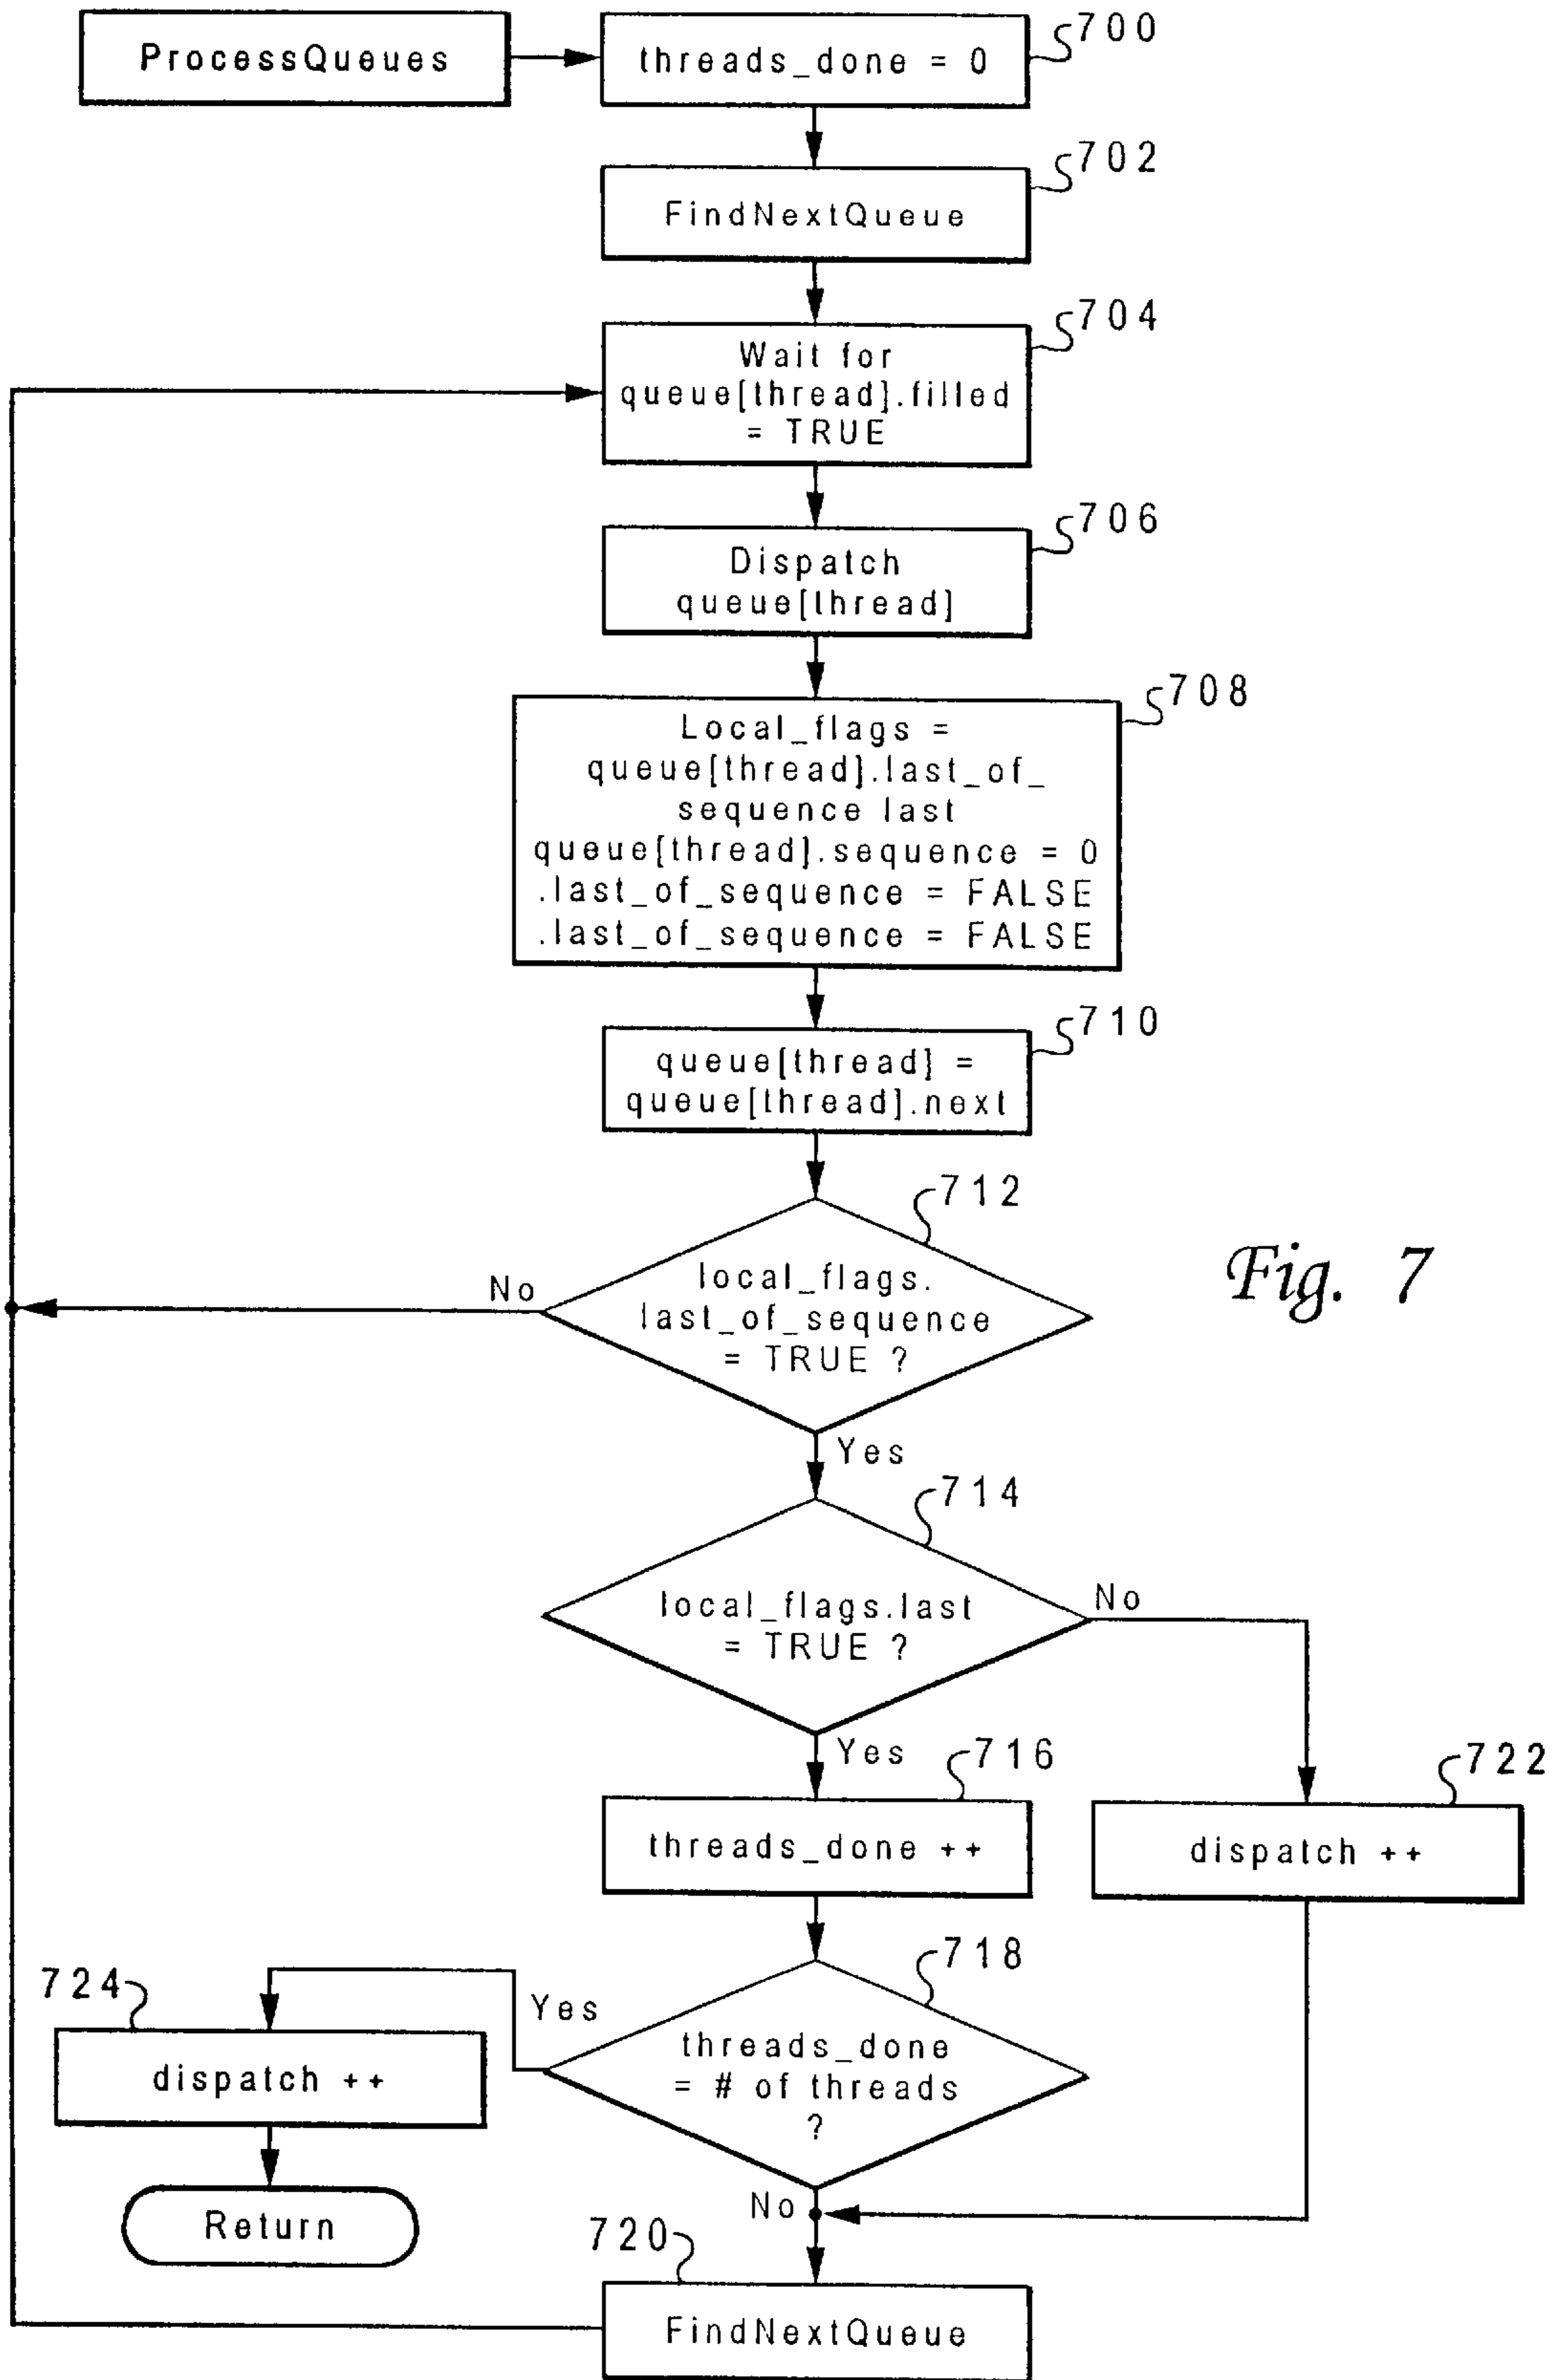 ProcessQueues
threads_done = 0
700
FindNextQueue
702
Wait for
queue[thread].filled
= TRUE
704
Dispatch
queue[thread]
706
Local_flags =
queue[thread].last_of_
sequence last
queue[thread].sequence = 0
.last_of_sequence = FALSE
.last_of_sequence = FALSE
708
queue[thread] =
queue[thread].next
710
712
local_flags.
last_of_sequence
= TRUE ?
No
Fig. 7
Yes
714
local_flags.last
= TRUE ?
No
Yes
716
threads_done ++
722
dispatch ++
718
threads_done
= # of threads
?
Yes
724
dispatch ++
Return
No
720
FindNextQueue